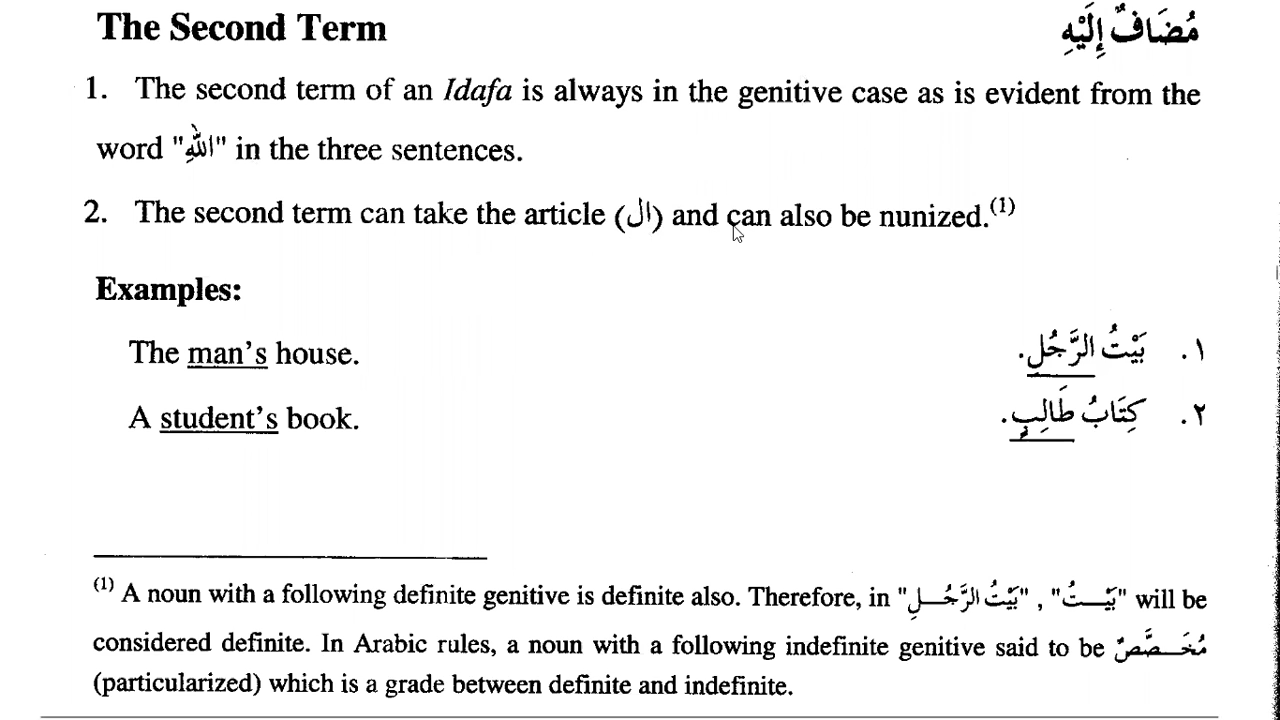 The Second Term مُضَافٌ إِلَيْهِ
1. The second term of an Idafa is always in the genitive case as is evident from the
word "اللهِ" in the three sentences.
2. The second term can take the article (ال) and can also be nunized.(1)
Examples:
The man's house. ١. بَيْتُ الرَّجُلِ.
A student's book. ٢. كِتَابُ طَالِبٍ.
(1) A noun with a following definite genitive is definite also. Therefore, in "بَيْتُ الرَّجُـــلِ" , "بَيْـــتُ" will be
considered definite. In Arabic rules, a noun with a following indefinite genitive said to be مُخَـــصَّـــصٌ
(particularized) which is a grade between definite and indefinite.